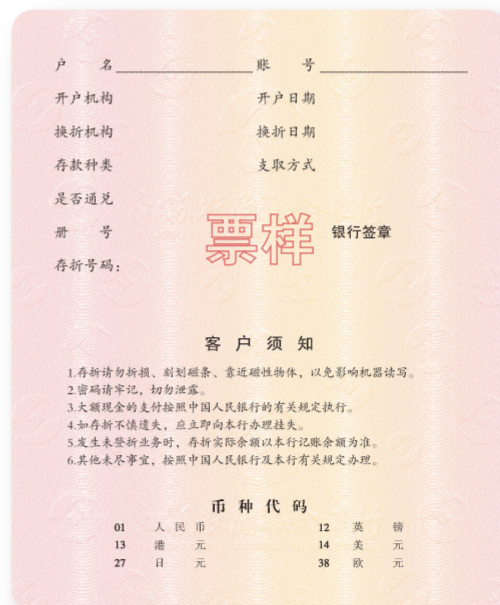 户 名 账 号
开户机构 开户日期
换折机构 换折日期
存款种类 支取方式
是否通兑
册 号 票样 银行签章
存折号码：
客 户 须 知
1.存折请勿折损、刻划磁条、靠近磁性物体，以免影响机器读写。
2.密码请牢记，切勿泄露。
3.大额现金的支付按照中国人民银行的有关规定执行。
4.如存折不慎遗失，应立即向本行办理挂失。
5.发生未登折业务时，存折实际余额以本行记账余额为准。
6.其他未尽事宜，按照中国人民银行及本行有关规定办理。
币 种 代 码
01 人 民 币 12 英 镑
13 港 元 14 美 元
27 日 元 38 欧 元